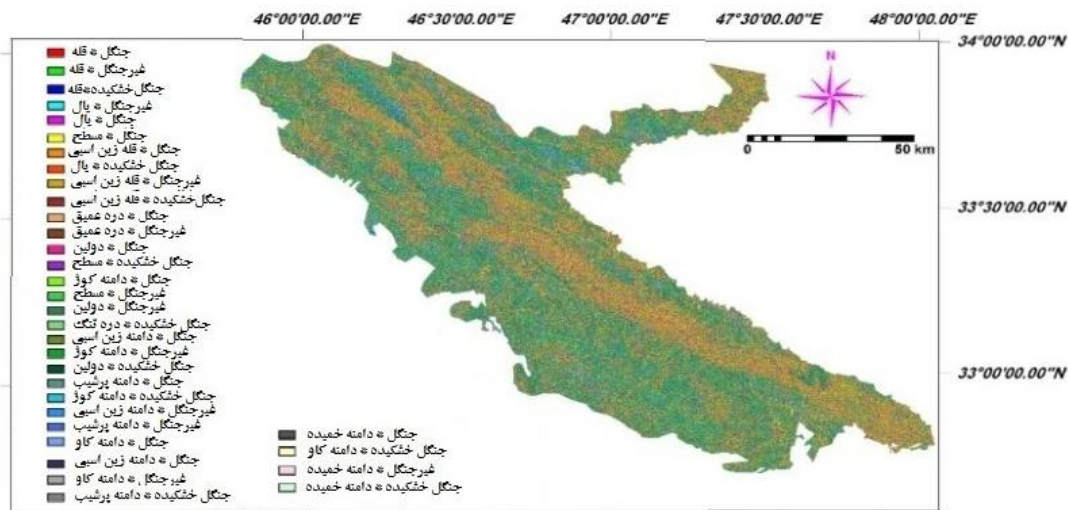 46°00'00.00"E
46°30'00.00"E
47°00'00.00"E
47°30'00.00"E
48°00'00.00"E
34°00'00.00"N
33°30'00.00"N
33°00'00.00"N
N
0 50 km
جنگل * قله
غیرجنگل * قله
جنگل خشکیده*قله
غیرجنگل * یال
جنگل * یال
جنگل * مسطح
جنگل * قله زین اسبی
جنگل خشکیده * یال
غیرجنگل * قله زین اسبی
جنگل خشکیده * قله زین اسبی
جنگل * دره عمیق
غیرجنگل * دره عمیق
جنگل * دولین
جنگل خشکیده * مسطح
جنگل * دامنه کوژ
غیرجنگل * مسطح
غیرجنگل * دولین
جنگل خشکیده * دره تنگ
جنگل * دامنه زین اسبی
غیرجنگل * دامنه کوژ
جنگل خشکیده * دولین
جنگل * دامنه پرشیب
جنگل خشکیده * دامنه کوژ
غیرجنگل * دامنه زین اسبی
غیرجنگل * دامنه پرشیب
جنگل * دامنه کاو
جنگل * دامنه زین اسبی
غیرجنگل * دامنه کاو
جنگل خشکیده * دامنه پرشیب
جنگل * دامنه خمیده
جنگل خشکیده * دامنه کاو
غیرجنگل * دامنه خمیده
جنگل خشکیده * دامنه خمیده